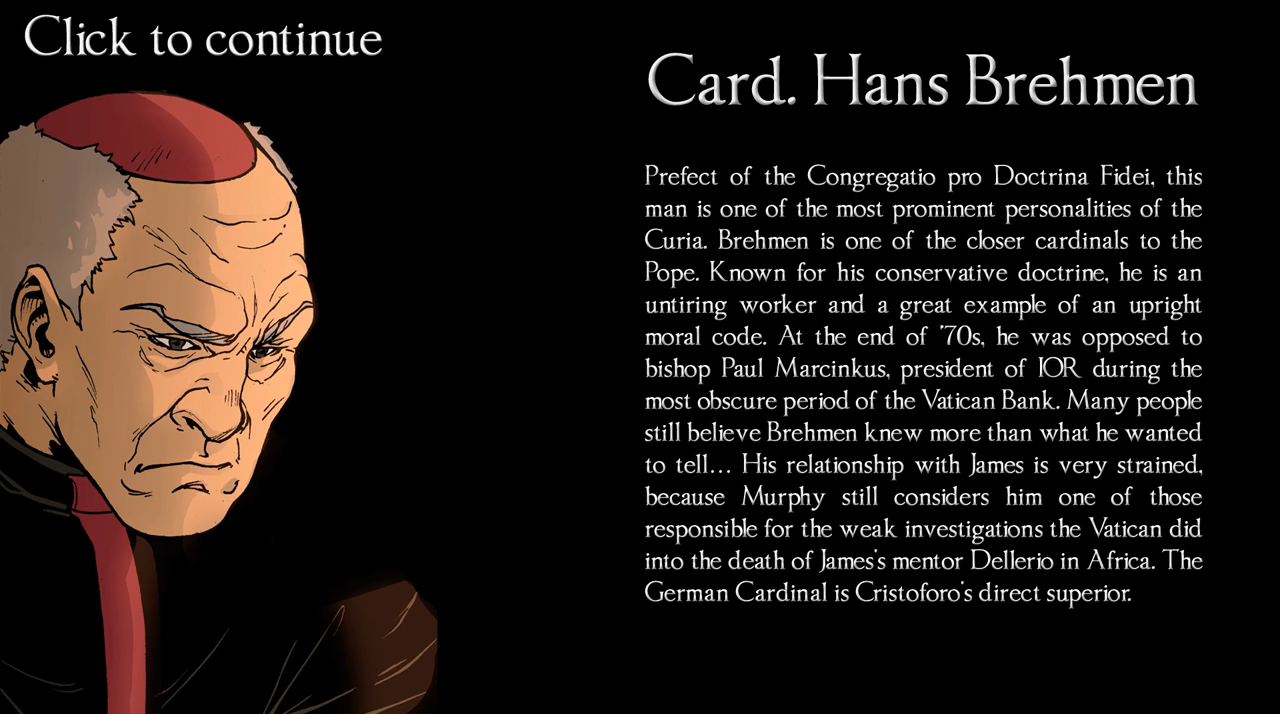 Click to continue
Card. Hans Brehmen
Prefect of the Congregatio pro Doctrina Fidei, this
man is one of the most prominent personalities of the
Curia. Brehmen is one of the closer cardinals to the
Pope. Known for his conservative doctrine, he is an
untiring worker and a great example of an upright
moral code. At the end of '70s, he was opposed to
bishop Paul Marcinkus, president of IOR during the
most obscure period of the Vatican Bank. Many people
still believe Brehmen knew more than what he wanted
to tell... His relationship with James is very strained,
because Murphy still considers him one of those
responsible for the weak investigations the Vatican did
into the death of James's mentor Dellerio in Africa. The
German Cardinal is Cristoforo's direct superior.